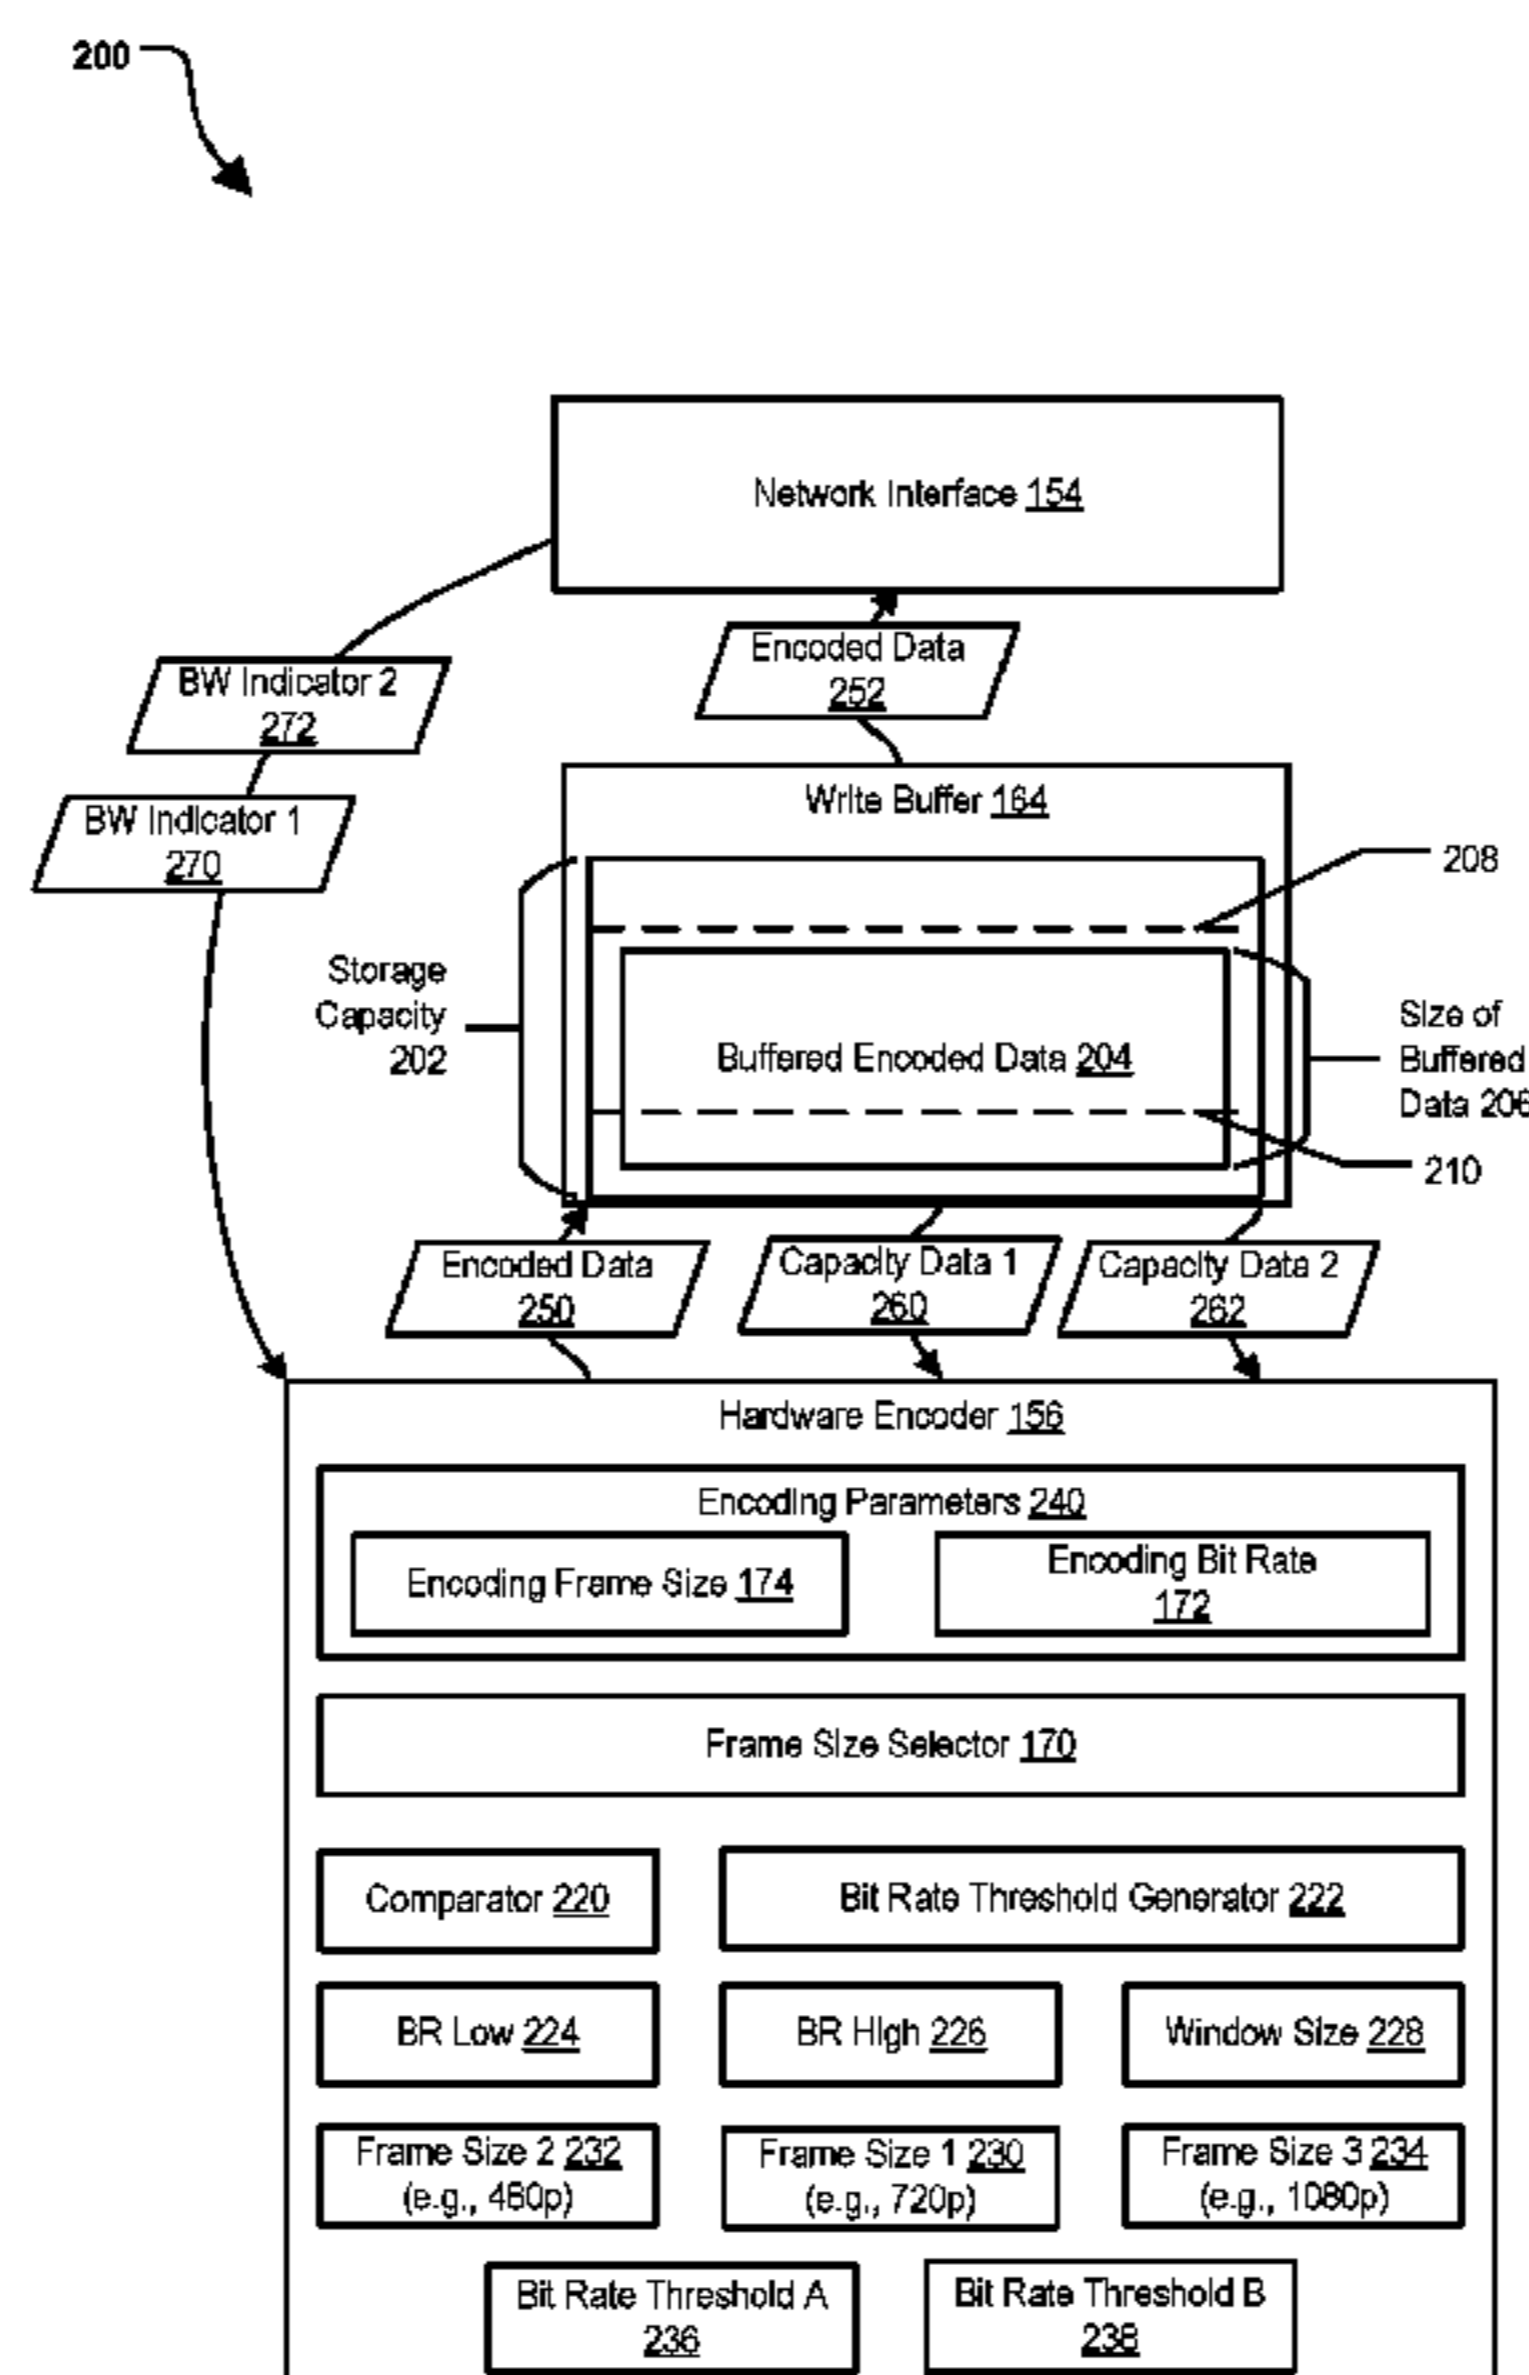 200
Network Interface 154
Encoded Data
252
BW Indicator 2
272
BW Indicator 1
270
Write Buffer 164
208
Storage
Capacity
202
Buffered Encoded Data 204
Size of
Buffered
Data 206
210
Encoded Data
250
Capacity Data 1
260
Capacity Data 2
262
Hardware Encoder 156
Encoding Parameters 240
Encoding Frame Size 174
Encoding Bit Rate
172
Frame Size Selector 170
Comparator 220
Bit Rate Threshold Generator 222
BR Low 224
BR High 226
Window Size 228
Frame Size 2 232
(e.g., 480p)
Frame Size 1 230
(e.g., 720p)
Frame Size 3 234
(e.g., 1080p)
Bit Rate Threshold A
236
Bit Rate Threshold B
238